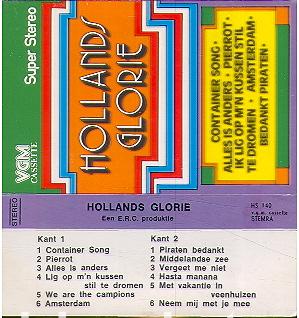 Super Stereo
VGM
CASSETTE
HOLLANDS
GLORIE
CONTAINER SONG·
ALLES IS ANDERS · PIERROT·
IK LIG OP M'N KUSSEN STIL
TE DROMEN · AMSTERDAM·
BEDANKT PIRATEN·
STEREO
HOLLANDS GLORIE
Een E.R.C. produktie
HS 140
v.g.m. cassette
STEMRA
Kant 1
1 Container Song
2 Pierrot
3 Alles is anders
4 Lig op m'n kussen
stil te dromen
5 We are the campions
6 Amsterdam
Kant 2
1 Piraten bedankt
2 Middelandse zee
3 Vergeet me niet
4 Hasta manana
5 Met vakantie in
veenhuizen
6 Neem mij met je mee